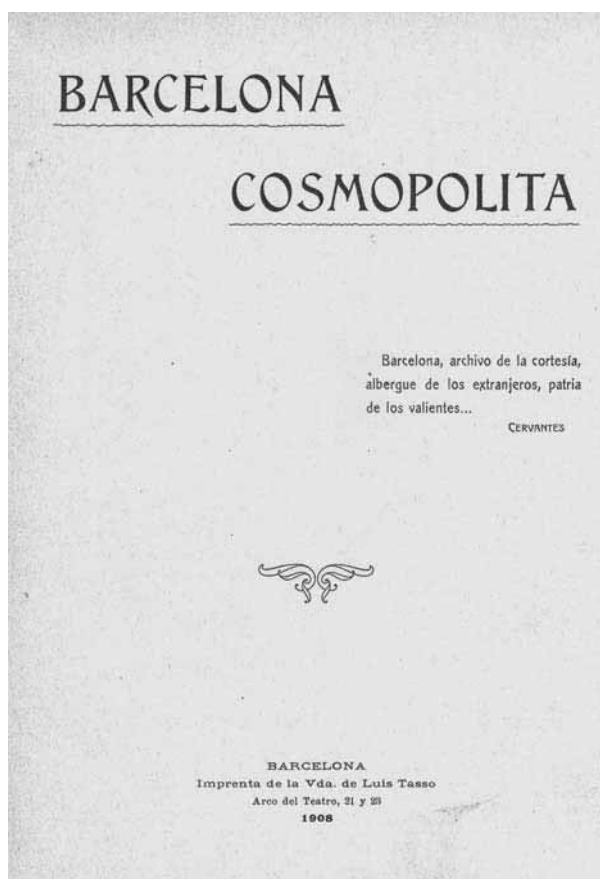 BARCELONA
COSMOPOLITA
Barcelona, archivo de la cortesía,
albergue de los extranjeros, patria
de los valientes...
CERVANTES
BARCELONA
Imprenta de la Vda. de Luis Tasso
Arco del Teatro, 21 y 23
1908